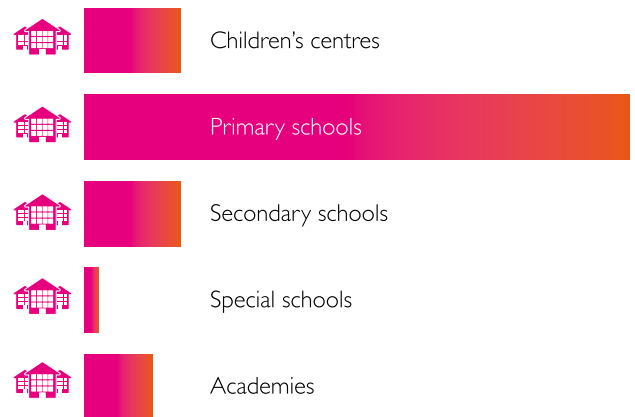 Children’s centres
Primary schools
Secondary schools
Special schools
Academies